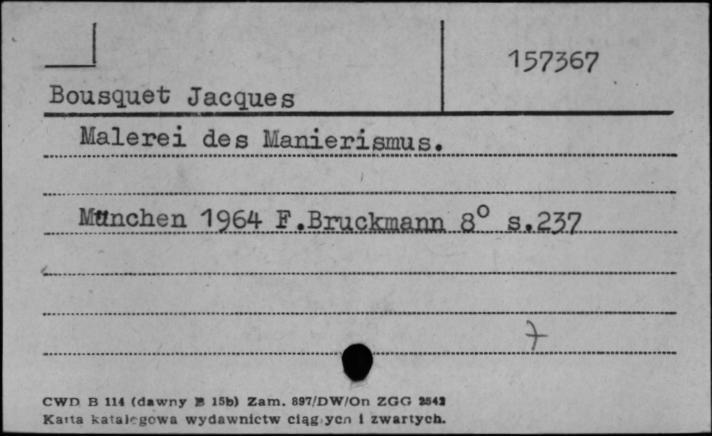 157367
Bousquet Jacques
Malerei des Manierismus.
München 1964 F.Bruckmann 8° s.237
7
CWD B 114 (dawny B 15b) Zam. 897/DW/On ZGG 2542
Karta katalogowa wydawnictw ciągłych i zwartych.